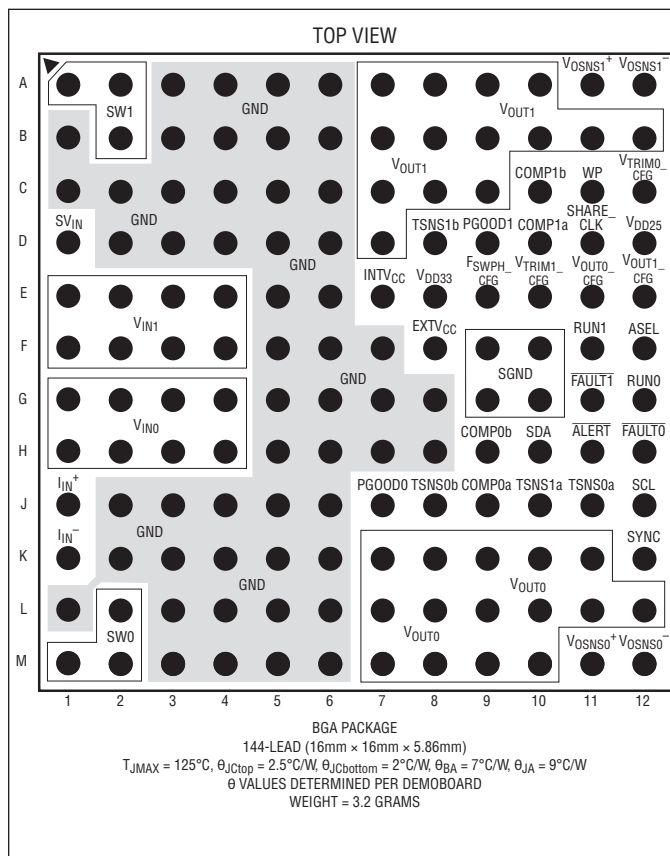 TOP VIEW
A
SW1
GND
VOUT1
VOSNS1+ VOSNS1–
B
VOUT1
C
COMP1b WP VTRIM0_CFG
SVIN
GND
D
TSNS1b PGOOD1 COMP1a SHARE_CLK VDD25
GND
E
INTVCC VDD33 FSWPH_CFG VTRIM1_CFG VOUT0_CFG VOUT1_CFG
VIN1
F
EXTVCC
RUN1 ASEL
SGND
GND
G
VIN0
FAULT1 RUN0
H
COMP0b SDA ALERT FAULT0
IIN+
J
PGOOD0 TSNS0b COMP0a TSNS1a TSNS0a SCL
GND
IIN–
K
SYNC
GND
VOUT0
L
SW0
VOUT0
M
VOSNS0+ VOSNS0–
1 2 3 4 5 6 7 8 9 10 11 12
BGA PACKAGE
144-LEAD (16mm × 16mm × 5.86mm)
TJMAX = 125°C, θJCtop = 2.5°C/W, θJCbottom = 2°C/W, θBA = 7°C/W, θJA = 9°C/W
θ VALUES DETERMINED PER DEMOBOARD
WEIGHT = 3.2 GRAMS